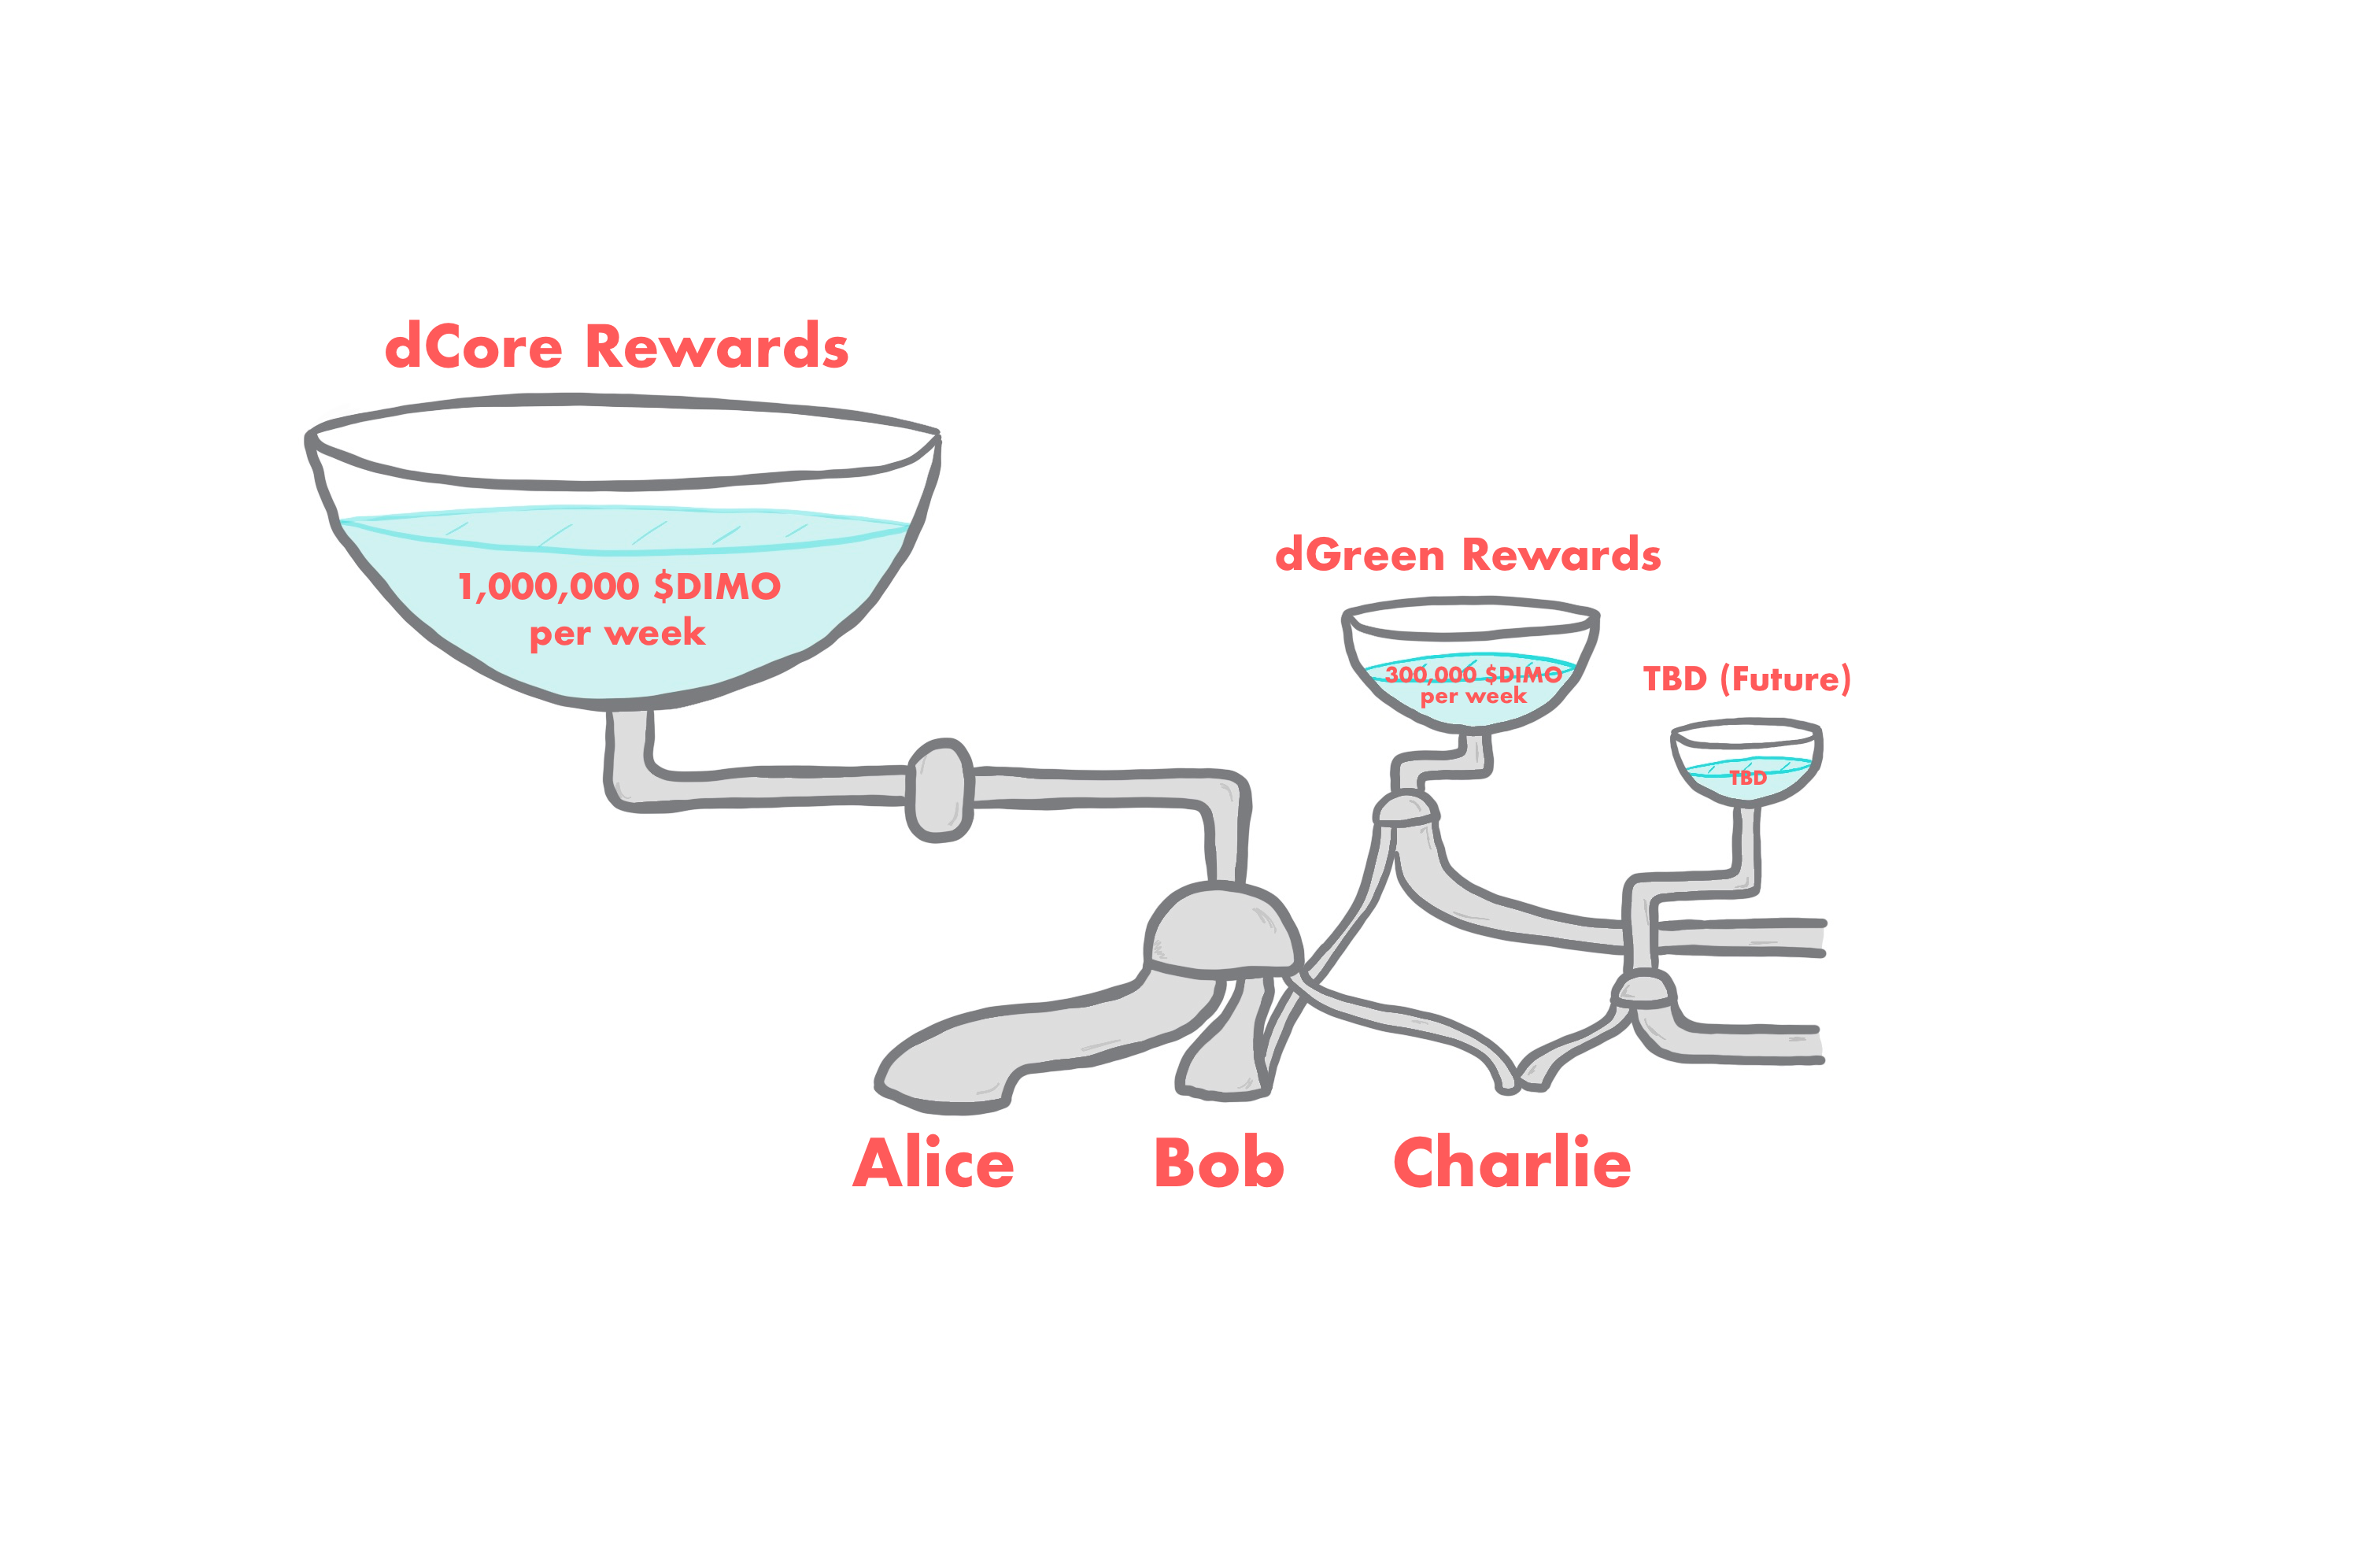 dCore Rewards
1,000,000 $DIMO
per week
dGreen Rewards
300,000 $DIMO
per week
TBD (Future)
TBD
Alice
Bob
Charlie